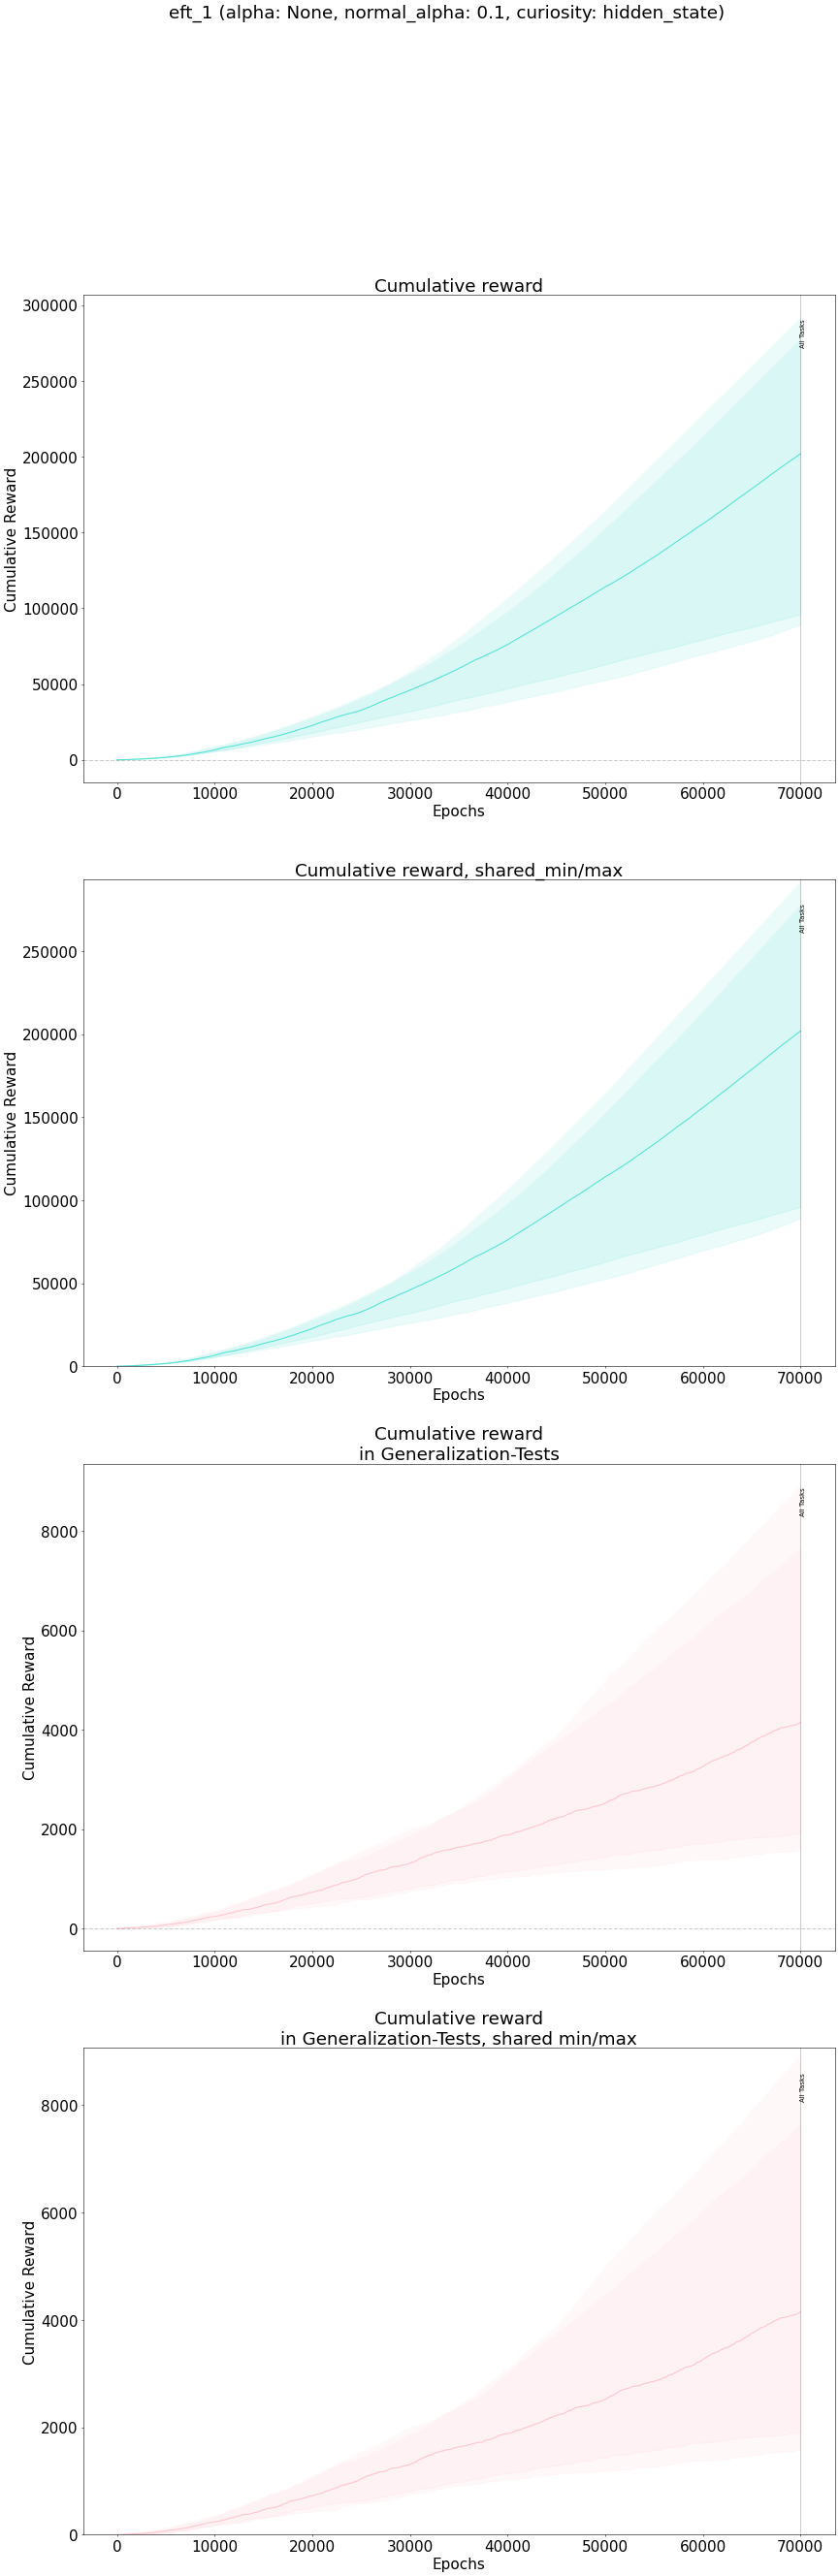 eft_1 (alpha: None, normal_alpha: 0.1, curiosity: hidden_state)
Cumulative reward
300000
250000
200000
150000
100000
50000
0
Cumulative Reward
All Tasks
0 10000 20000 30000 40000 50000 60000 70000
Epochs
Cumulative reward, shared_min/max
250000
200000
150000
100000
50000
0
Cumulative Reward
All Tasks
0 10000 20000 30000 40000 50000 60000 70000
Epochs
Cumulative reward
in Generalization-Tests
8000
6000
4000
2000
0
Cumulative Reward
All Tasks
0 10000 20000 30000 40000 50000 60000 70000
Epochs
Cumulative reward
in Generalization-Tests, shared min/max
8000
6000
4000
2000
0
Cumulative Reward
All Tasks
0 10000 20000 30000 40000 50000 60000 70000
Epochs